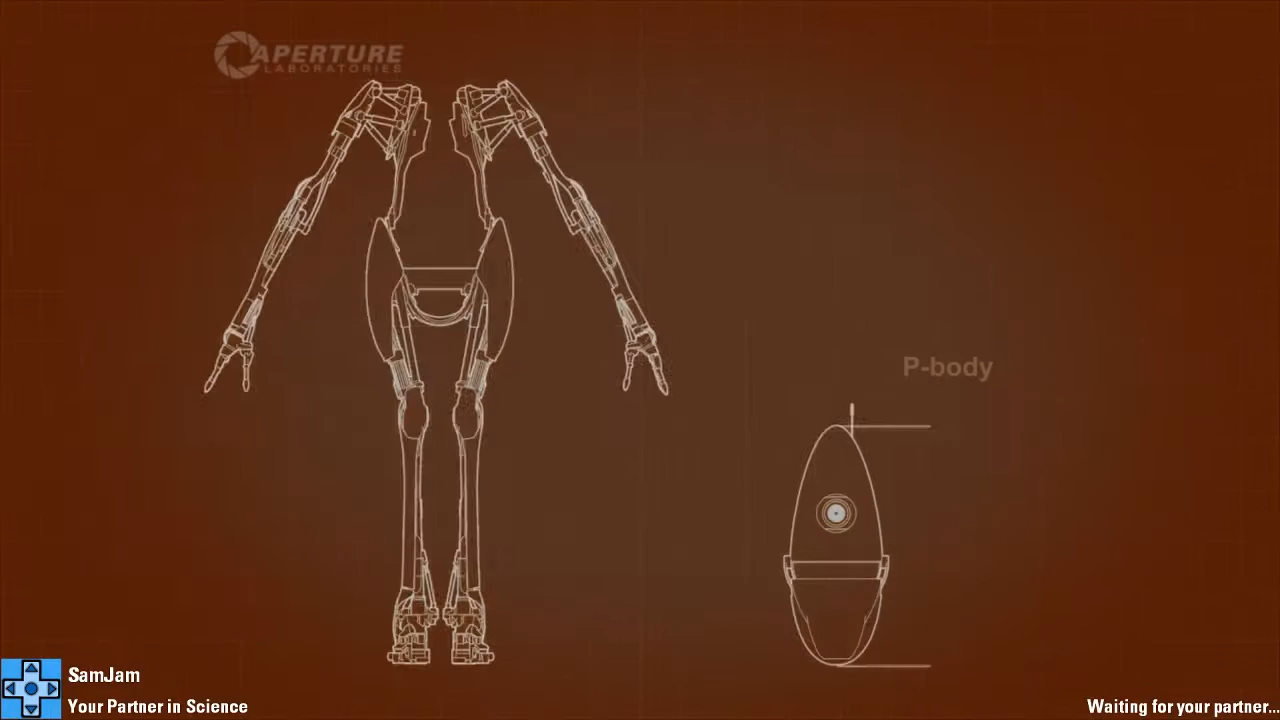 APERTURE
LABORATORIES
P-body
SamJam
Your Partner in Science
Waiting for your partner...